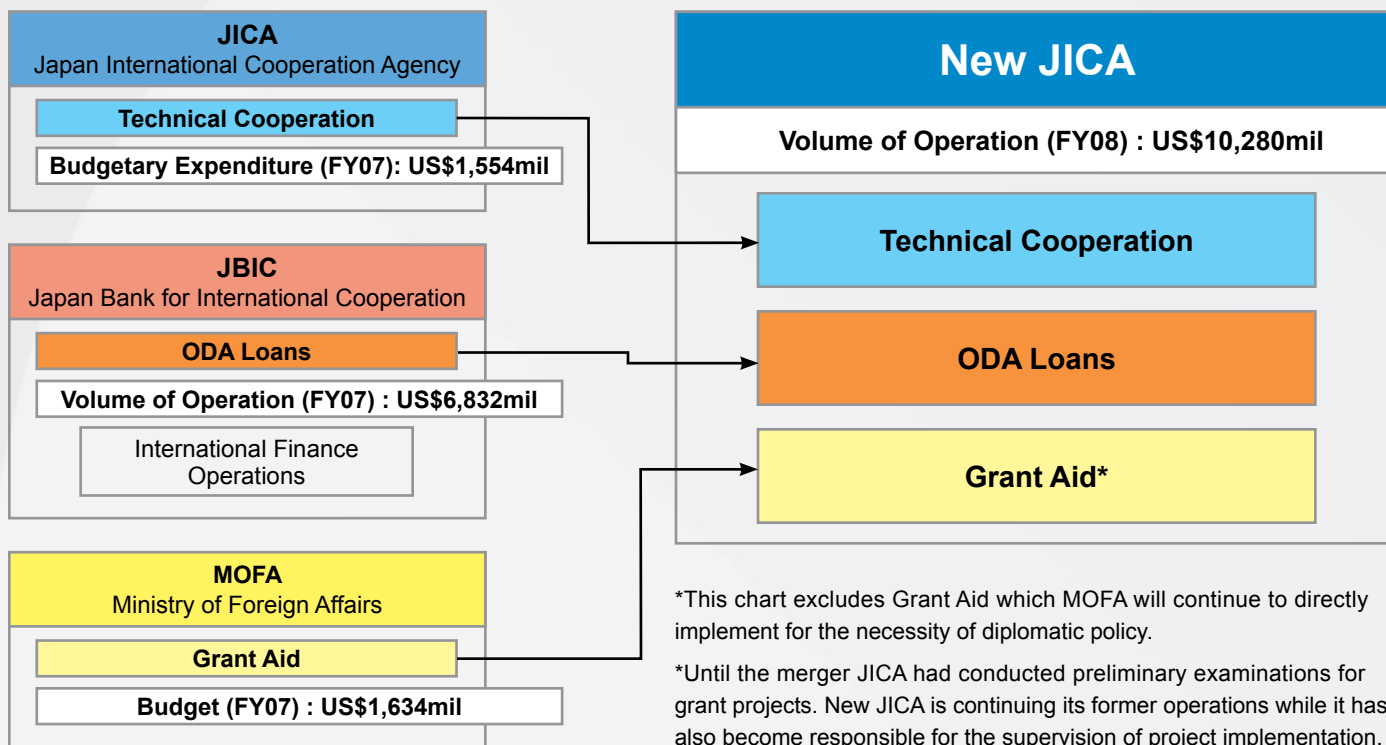 JICA
Japan International Cooperation Agency
Technical Cooperation
Budgetary Expenditure (FY07): US$1,554mil
JBIC
Japan Bank for International Cooperation
ODA Loans
Volume of Operation (FY07) : US$6,832mil
International Finance
Operations
MOFA
Ministry of Foreign Affairs
Grant Aid
Budget (FY07) : US$1,634mil
New JICA
Volume of Operation (FY08) : US$10,280mil
Technical Cooperation
ODA Loans
Grant Aid*
*This chart excludes Grant Aid which MOFA will continue to directly
implement for the necessity of diplomatic policy.
*Until the merger JICA had conducted preliminary examinations for
grant projects. New JICA is continuing its former operations while it has
also become responsible for the supervision of project implementation.